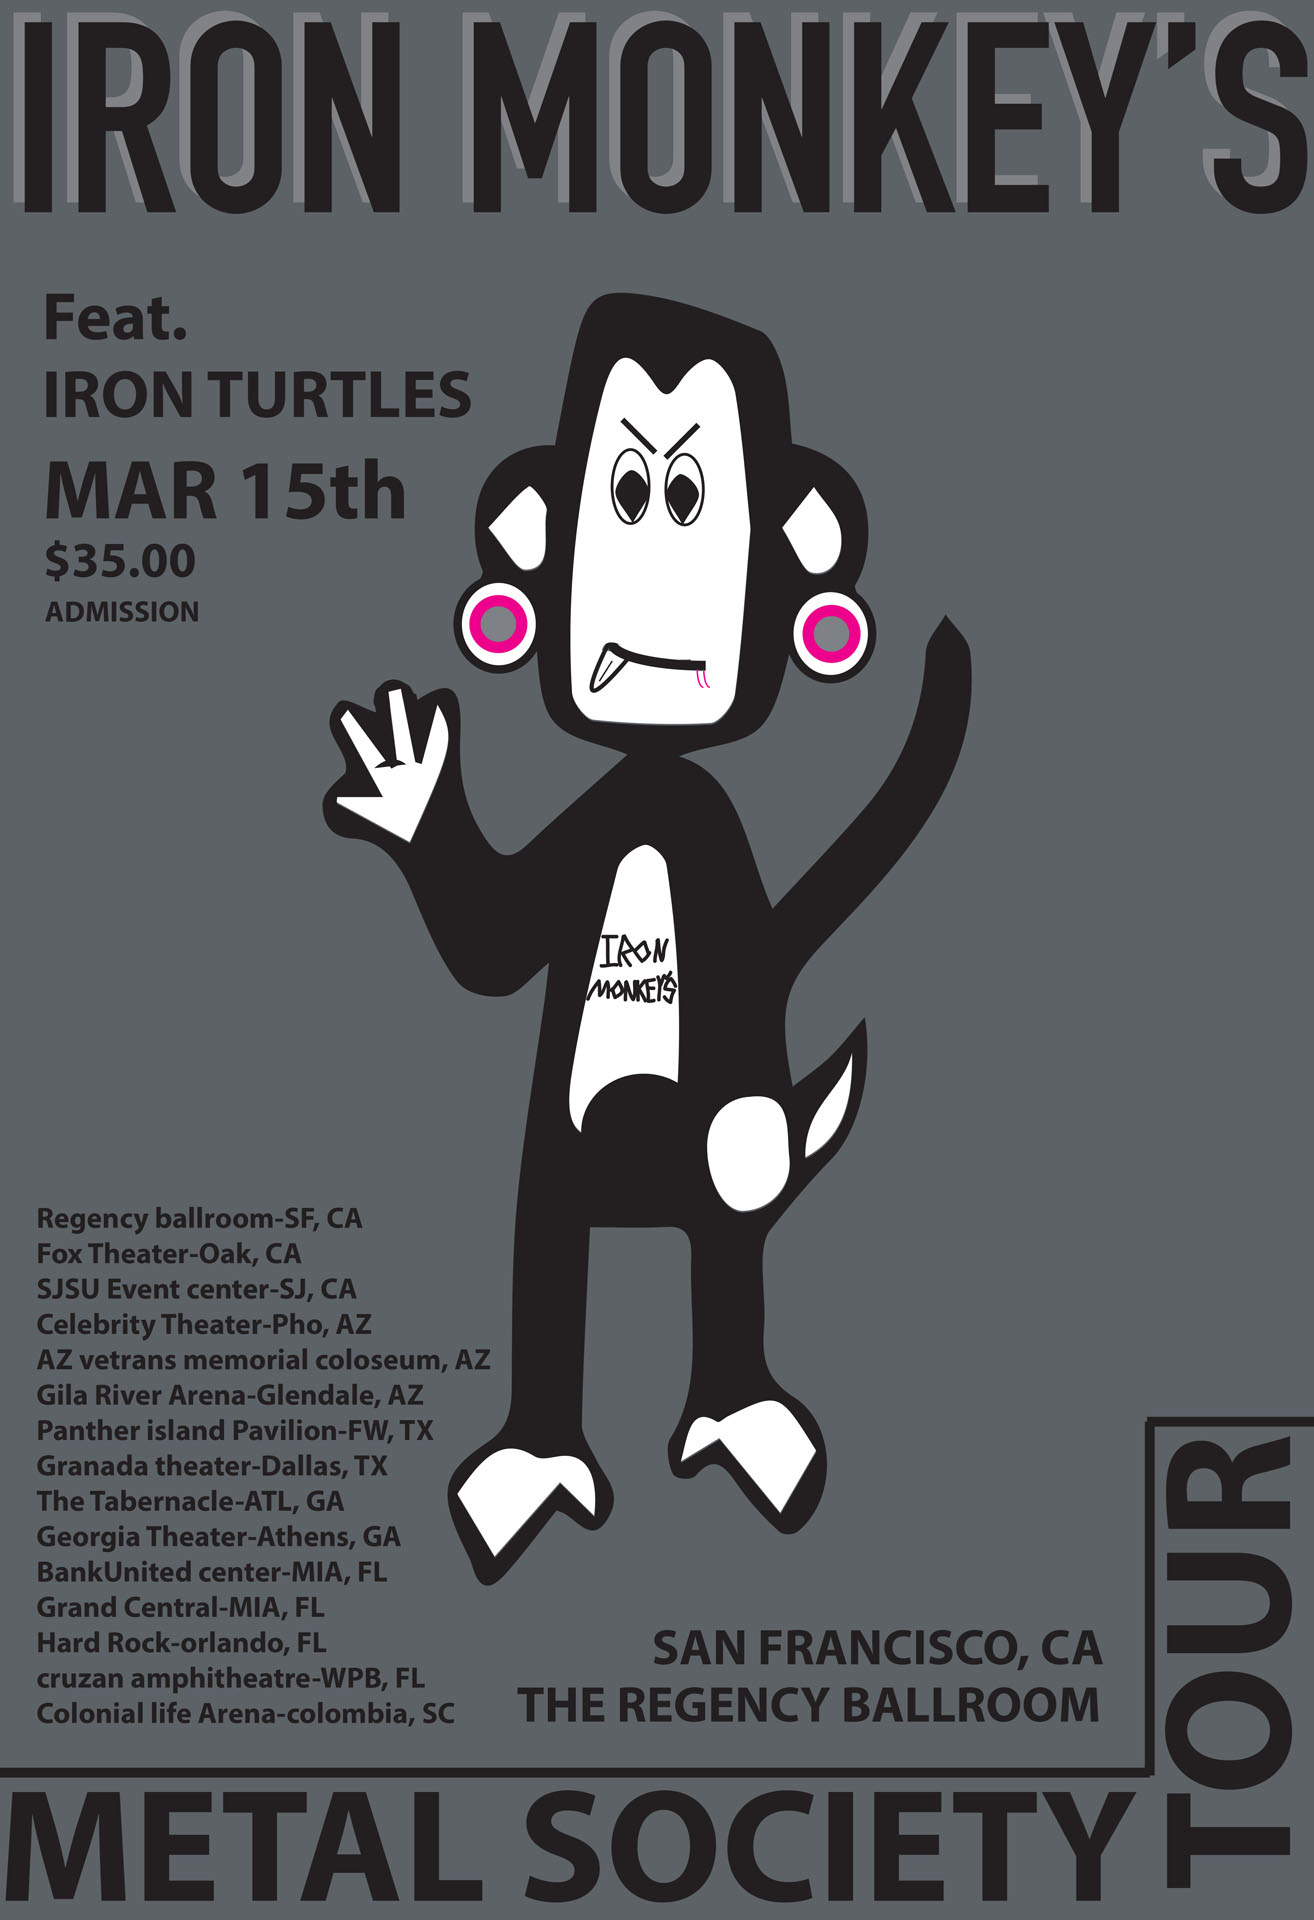 IRON MONKEY'S
Feat.
IRON TURTLES
MAR 15th
$35.00
ADMISSION
IRON
MONKEY'S
Regency ballroom-SF, CA
Fox Theater-Oak, CA
SJSU Event center-SJ, CA
Celebrity Theater-Pho, AZ
AZ vetrans memorial coloseum, AZ
Gila River Arena-Glendale, AZ
Panther island Pavilion-FW, TX
Granada theater-Dallas, TX
The Tabernacle-ATL, GA
Georgia Theater-Athens, GA
BankUnited center-MIA, FL
Grand Central-MIA, FL
Hard Rock-orlando, FL
cruzan amphitheatre-WPB, FL
Colonial life Arena-colombia, SC
SAN FRANCISCO, CA
THE REGENCY BALLROOM
METAL SOCIETY
TOUR